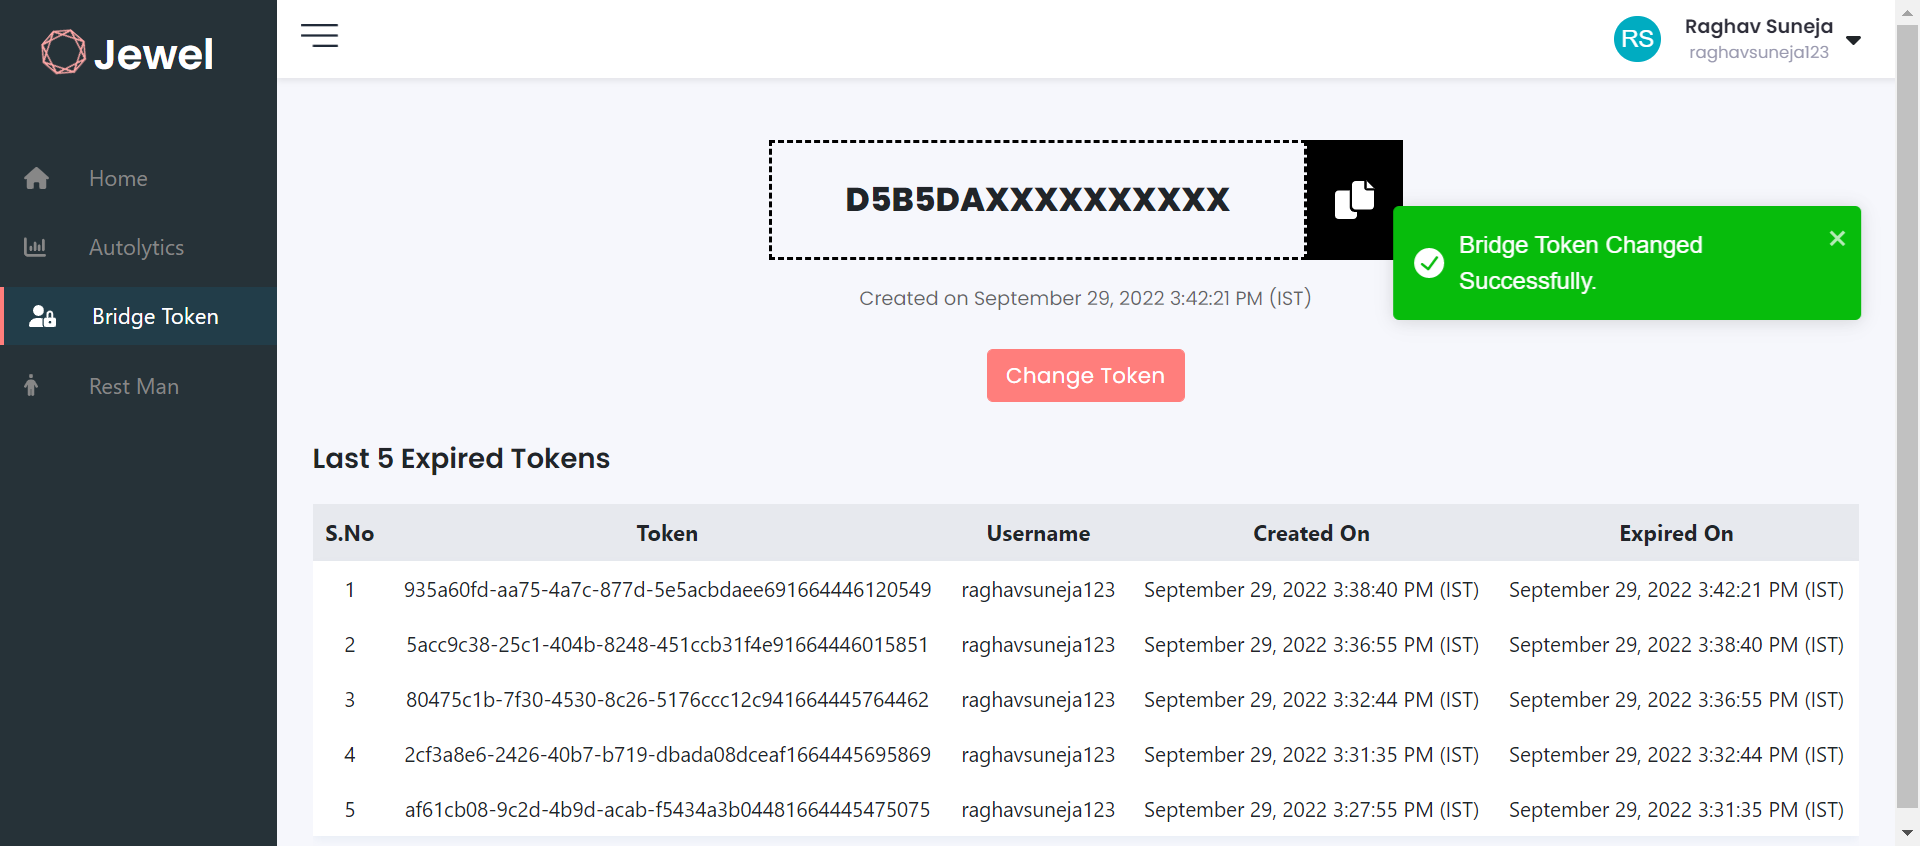 Jewel
Home
Autolytics
Bridge Token
Rest Man
RS
Raghav Suneja
raghavsuneja123
D5B5DAXXXXXXXXXX
Bridge Token Changed
Successfully.
Created on September 29, 2022 3:42:21 PM (IST)
Change Token
Last 5 Expired Tokens
S.No Token Username Created On Expired On
1 935a60fd-aa75-4a7c-877d-5e5acbdaee691664446120549 raghavsuneja123 September 29, 2022 3:38:40 PM (IST) September 29, 2022 3:42:21 PM (IST)
2 5acc9c38-25c1-404b-8248-451ccb31f4e91664446015851 raghavsuneja123 September 29, 2022 3:36:55 PM (IST) September 29, 2022 3:38:40 PM (IST)
3 80475c1b-7f30-4530-8c26-5176ccc12c941664445764462 raghavsuneja123 September 29, 2022 3:32:44 PM (IST) September 29, 2022 3:36:55 PM (IST)
4 2cf3a8e6-2426-40b7-b719-dbada08dceaf1664445695869 raghavsuneja123 September 29, 2022 3:31:35 PM (IST) September 29, 2022 3:32:44 PM (IST)
5 af61cb08-9c2d-4b9d-acab-f5434a3b04481664445475075 raghavsuneja123 September 29, 2022 3:27:55 PM (IST) September 29, 2022 3:31:35 PM (IST)